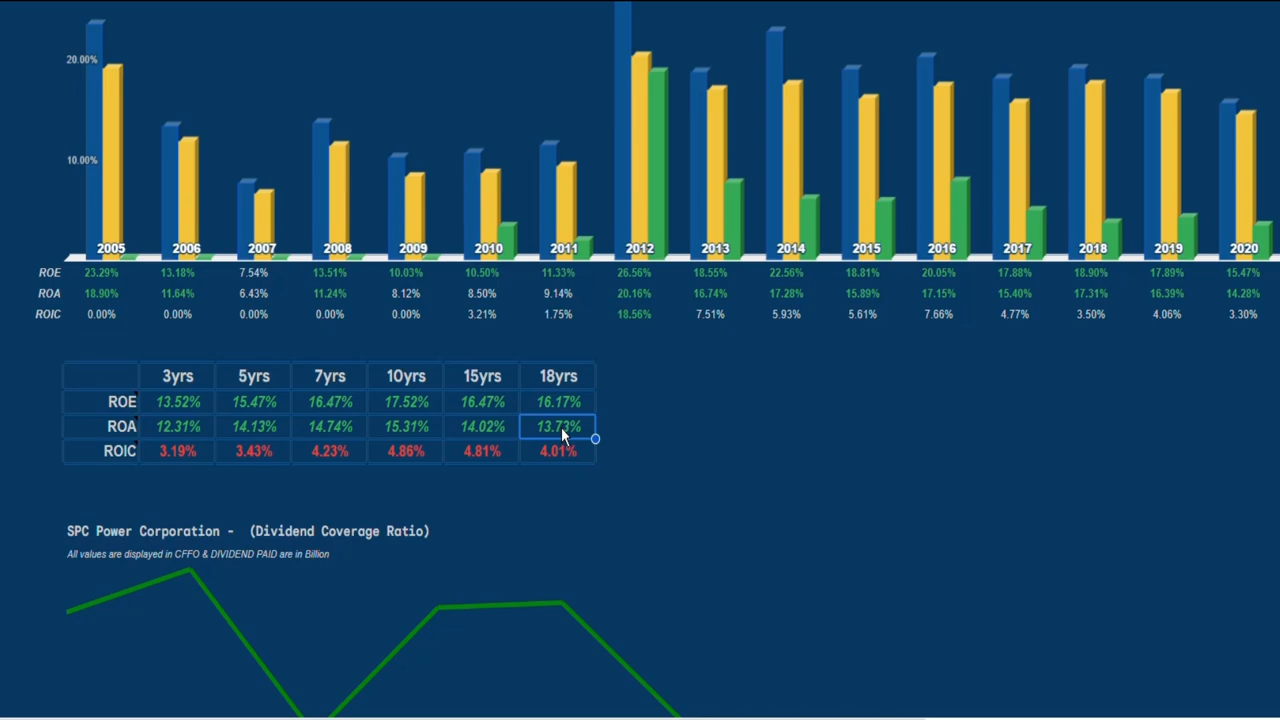 20.00%
10.00%
2005 2006 2007 2008 2009 2010 2011 2012 2013 2014 2015 2016 2017 2018 2019 2020
ROE 23.29% 13.18% 7.54% 13.51% 10.03% 10.50% 11.33% 26.56% 18.55% 22.56% 18.81% 20.05% 17.88% 18.90% 17.89% 15.47%
ROA 18.90% 11.64% 6.43% 11.24% 8.12% 8.50% 9.14% 20.16% 16.74% 17.28% 15.89% 17.15% 15.40% 17.31% 16.39% 14.28%
ROIC 0.00% 0.00% 0.00% 0.00% 0.00% 3.21% 1.75% 18.56% 7.51% 5.93% 5.61% 7.66% 4.77% 3.50% 4.06% 3.30%
3yrs 5yrs 7yrs 10yrs 15yrs 18yrs
ROE 13.52% 15.47% 16.47% 17.52% 16.47% 16.17%
ROA 12.31% 14.13% 14.74% 15.31% 14.02% 13.73%
ROIC 3.19% 3.43% 4.23% 4.86% 4.81% 4.01%
SPC Power Corporation - (Dividend Coverage Ratio)
All values are displayed in CFFO & DIVIDEND PAID are in Billion